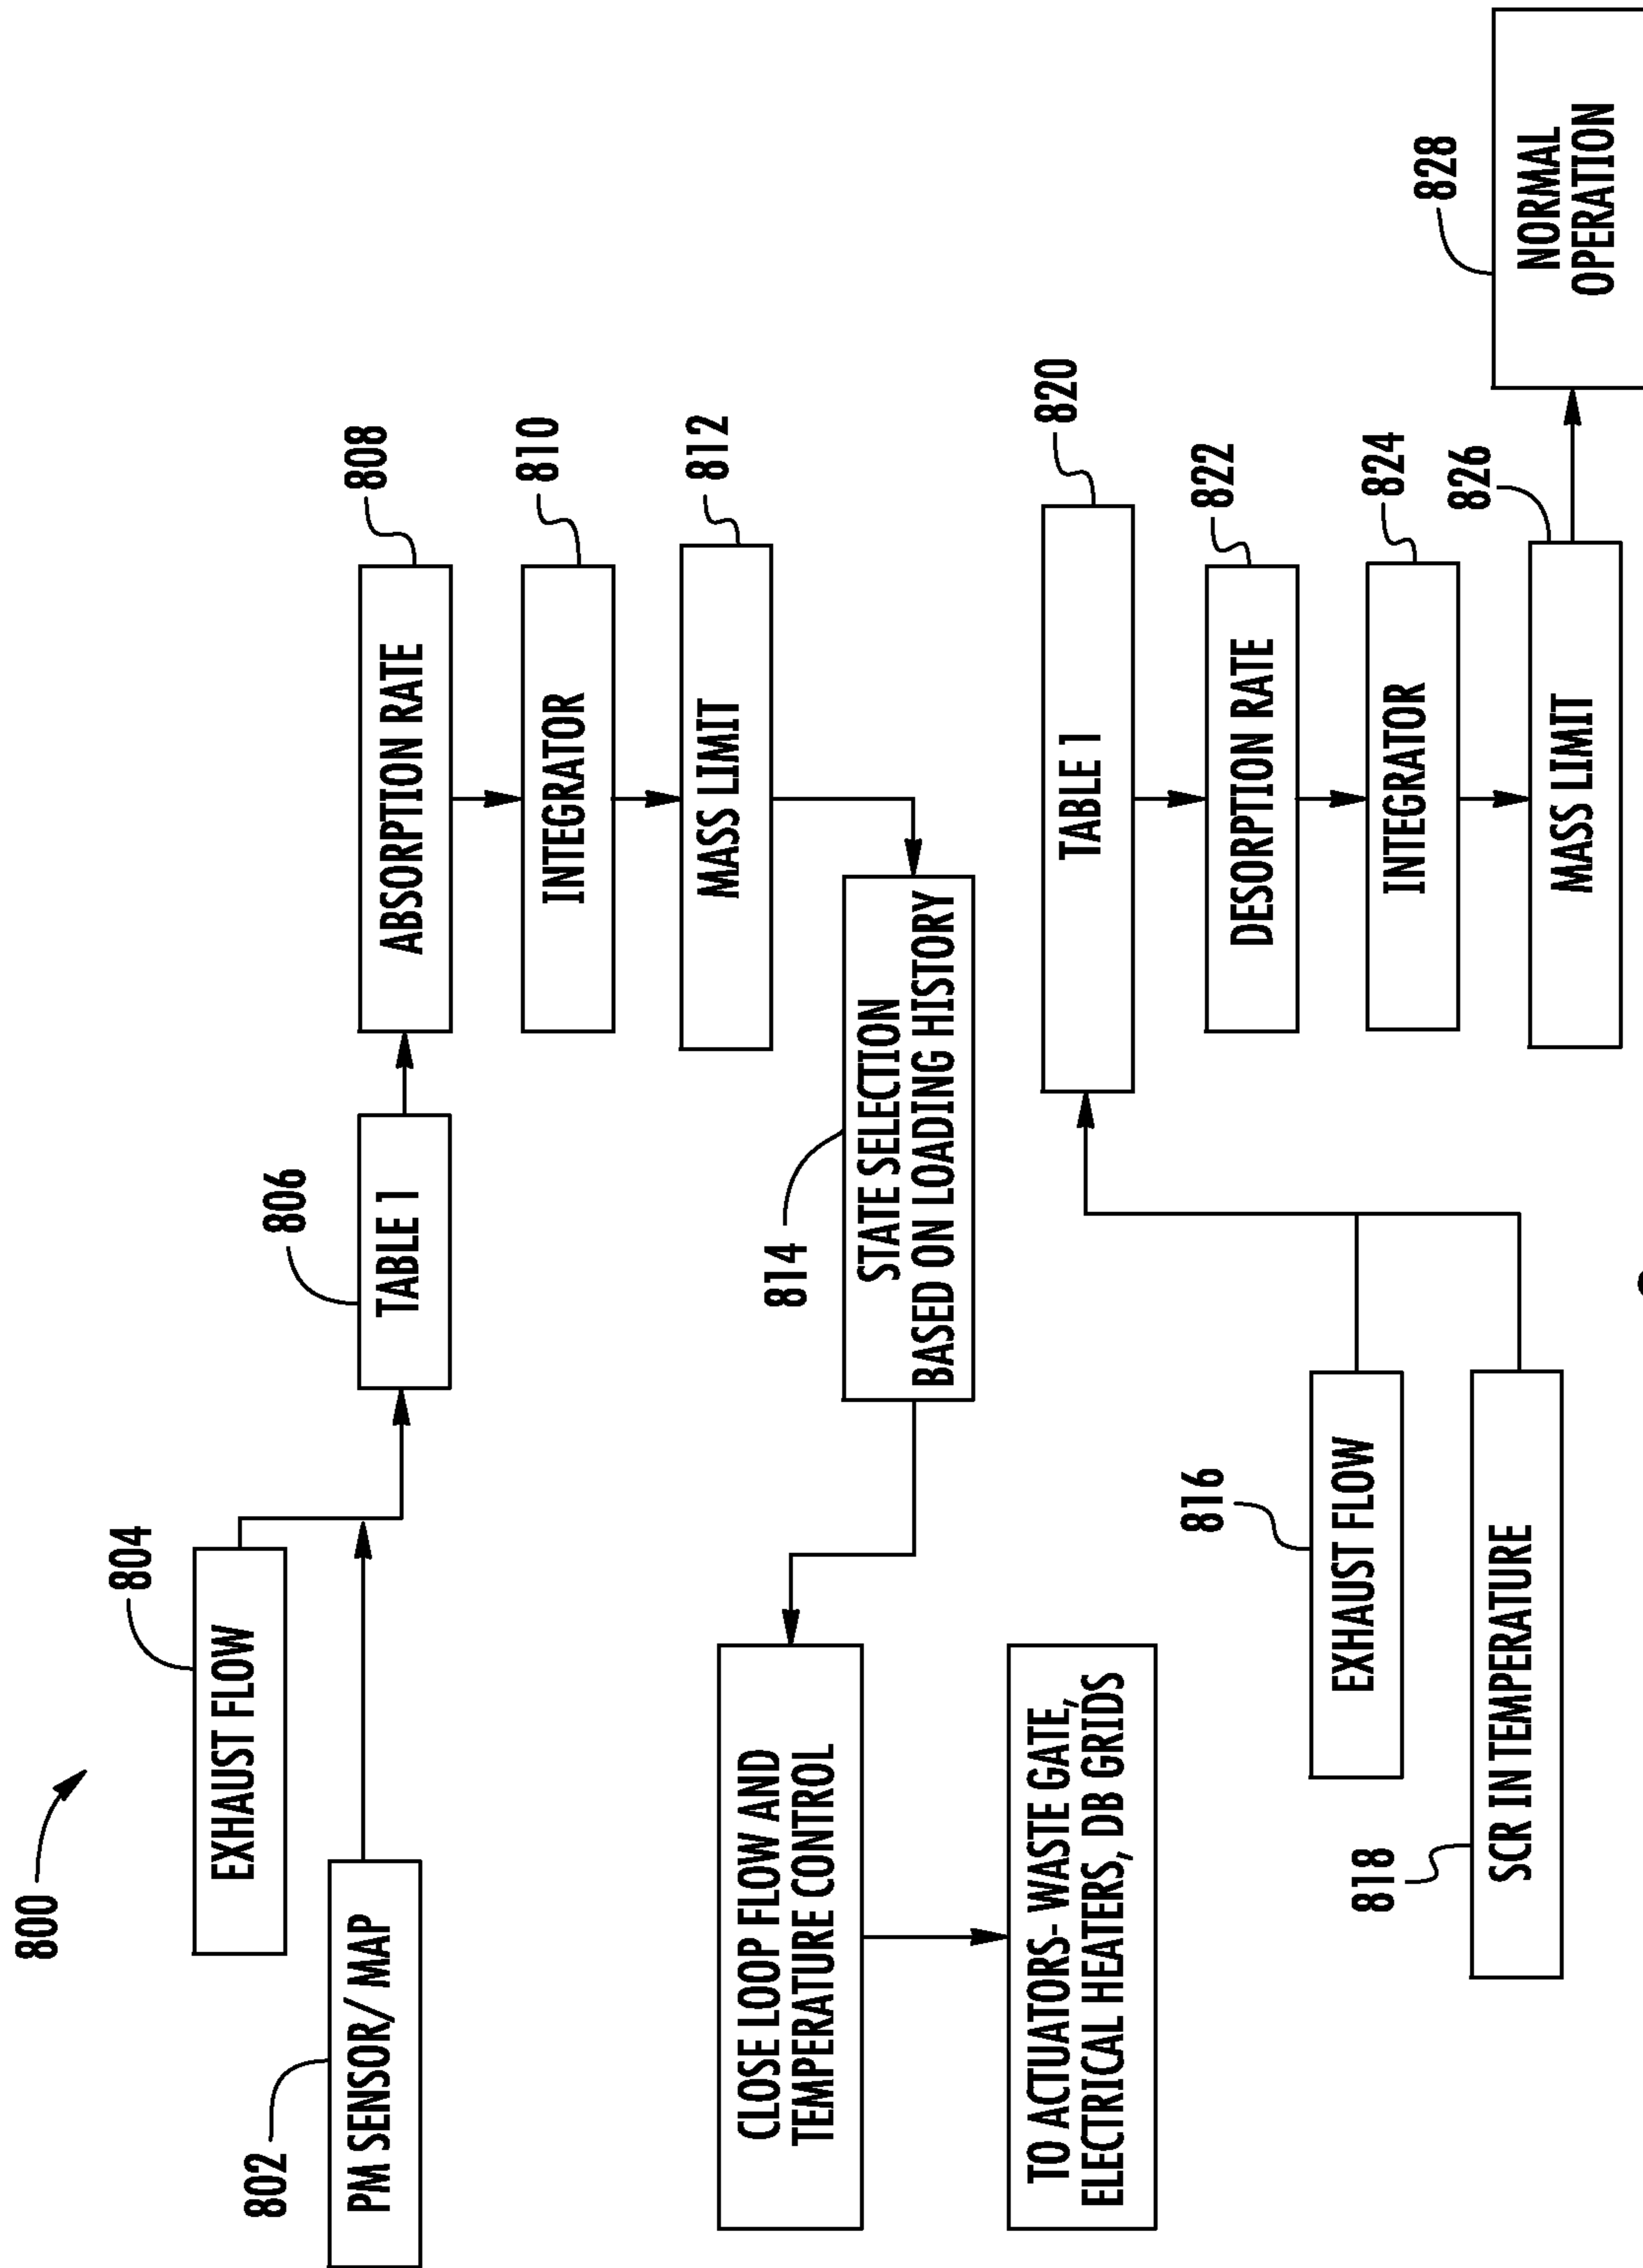 800
804
EXHAUST FLOW
802
PM SENSOR/ MAP
806
TABLE 1
808
ABSORPTION RATE
810
INTEGRATOR
812
MASS LIMIT
814
STATE SELECTION
BASED ON LOADING HISTORY
CLOSE LOOP FLOW AND
TEMPERATURE CONTROL
TO ACTUATORS- WASTE GATE,
ELECTRICAL HEATERS, DB GRIDS
816
EXHAUST FLOW
818
SCR IN TEMPERATURE
820
TABLE 1
822
DESORPTION RATE
824
INTEGRATOR
826
MASS LIMIT
828
NORMAL
OPERATION